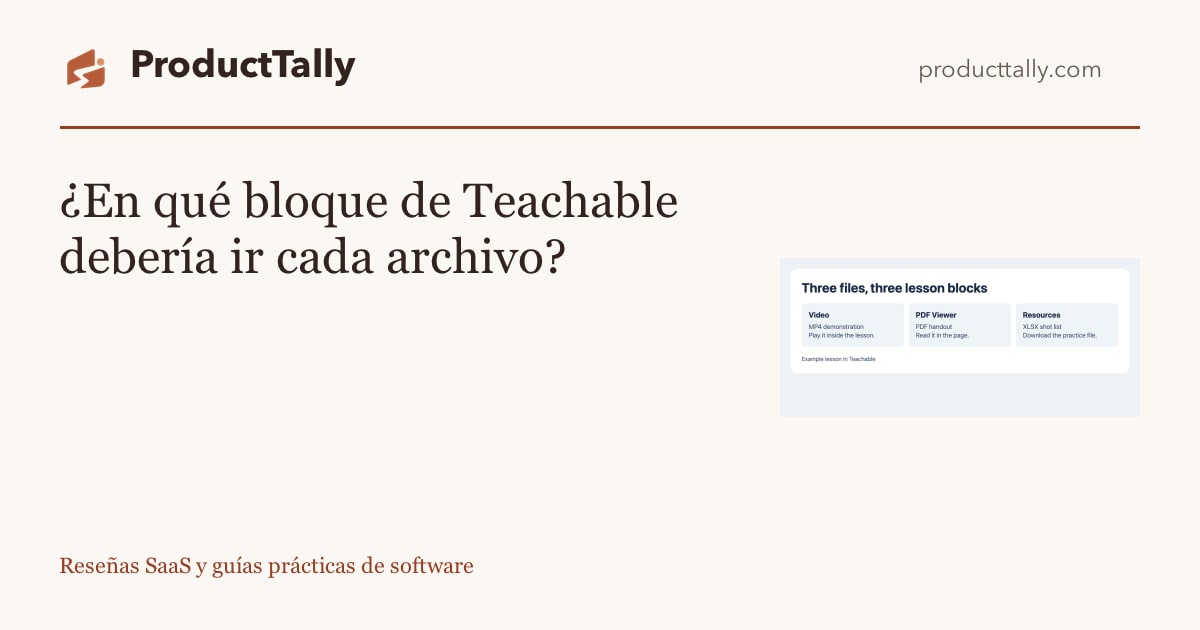 ProductTally
producttally.com
¿En qué bloque de Teachable
debería ir cada archivo?
Three files, three lesson blocks
Video
MP4 demonstration
Play it inside the lesson.
PDF Viewer
PDF handout
Read it in the page.
Resources
XLSX shot list
Download the practice file.
Example lesson in Teachable
Reseñas SaaS y guías prácticas de software